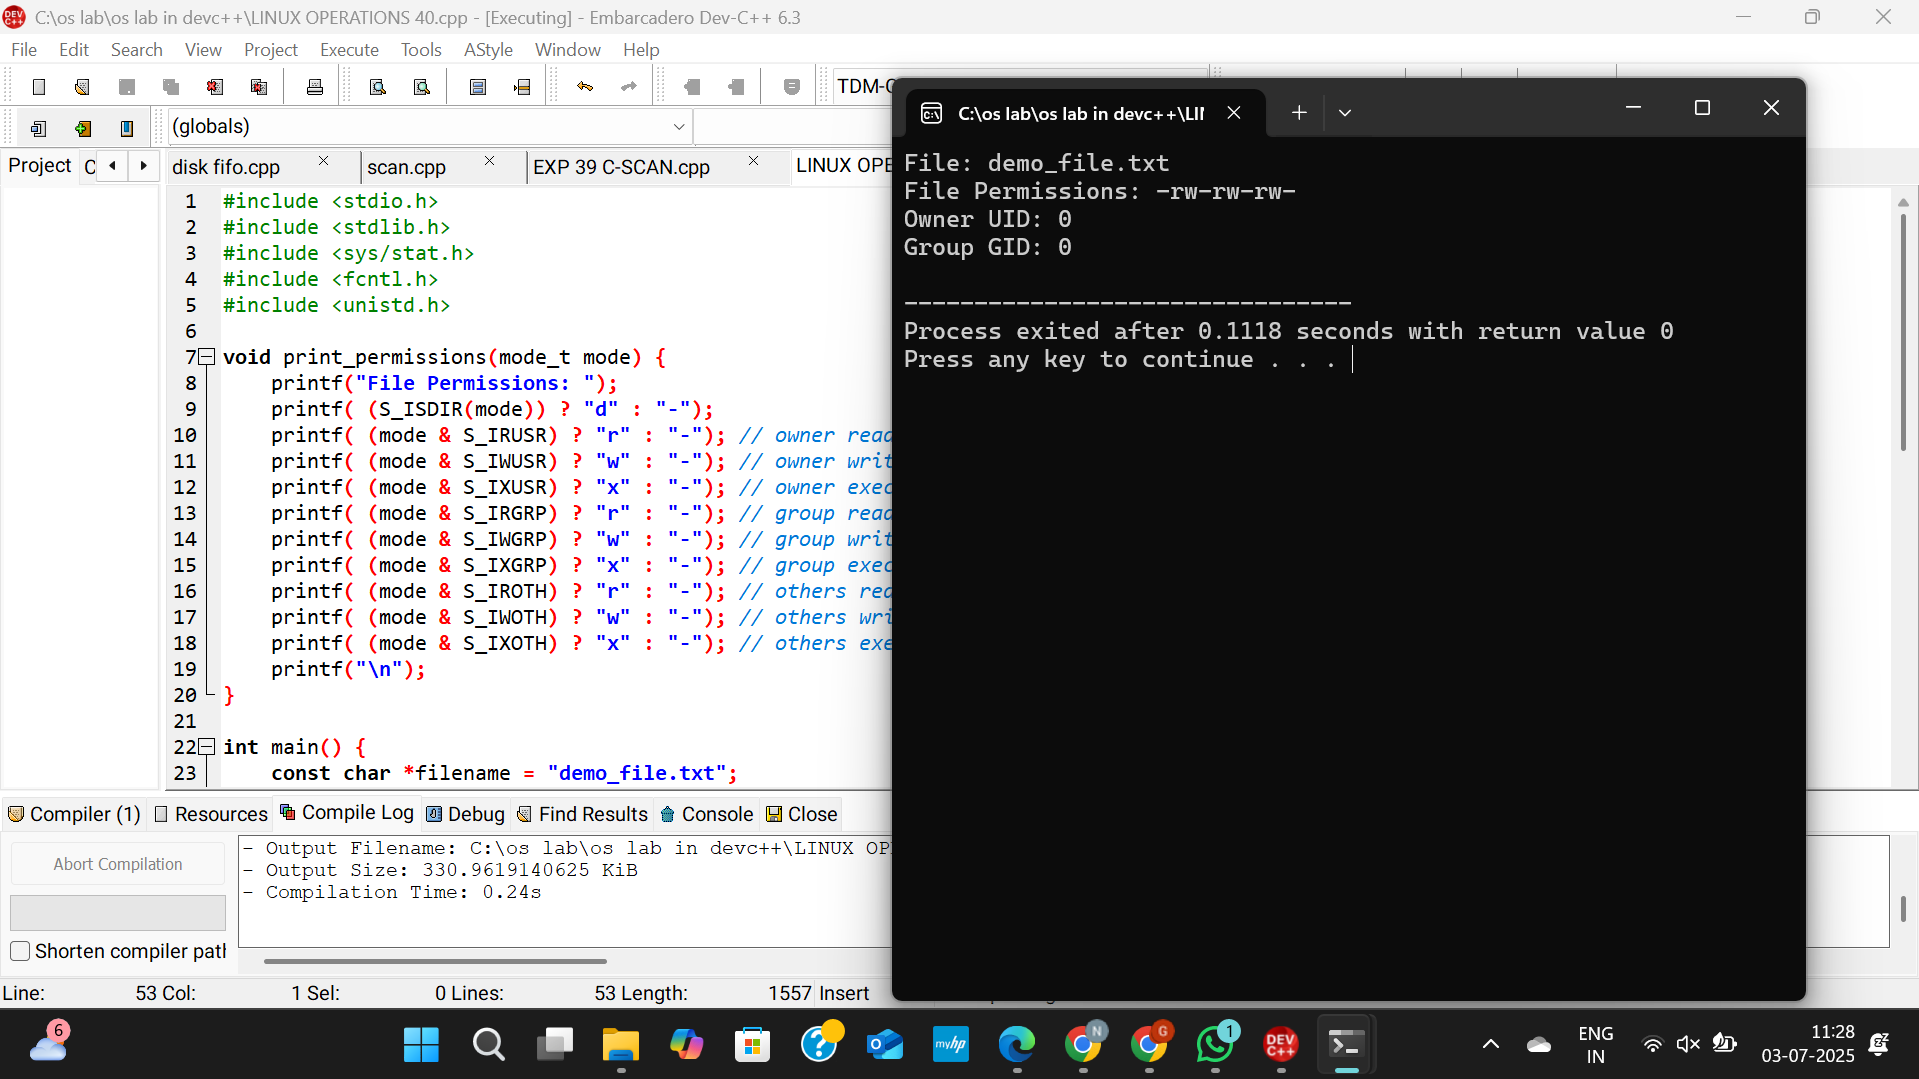 C:\os lab\os lab in devc++\LINUX OPERATIONS 40.cpp - [Executing] - Embarcadero Dev-C++ 6.3
File Edit Search View Project Execute Tools AStyle Window Help
(globals)
Project
disk fifo.cpp
scan.cpp
EXP 39 C-SCAN.cpp
1 #include <stdio.h>
2 #include <stdlib.h>
3 #include <sys/stat.h>
4 #include <fcntl.h>
5 #include <unistd.h>
6
7 void print_permissions(mode_t mode) {
8 printf("File Permissions: ");
9 printf( (S_ISDIR(mode)) ? "d" : "-");
10 printf( (mode & S_IRUSR) ? "r" : "-"); // owner read
11 printf( (mode & S_IWUSR) ? "w" : "-"); // owner writ
12 printf( (mode & S_IXUSR) ? "x" : "-"); // owner exec
13 printf( (mode & S_IRGRP) ? "r" : "-"); // group read
14 printf( (mode & S_IWGRP) ? "w" : "-"); // group writ
15 printf( (mode & S_IXGRP) ? "x" : "-"); // group exec
16 printf( (mode & S_IROTH) ? "r" : "-"); // others rea
17 printf( (mode & S_IWOTH) ? "w" : "-"); // others wri
18 printf( (mode & S_IXOTH) ? "x" : "-"); // others exe
19 printf("\n");
20 }
21
22 int main() {
23 const char *filename = "demo_file.txt";
C:\os lab\os lab in devc++\LI
File: demo_file.txt
File Permissions: -rw-rw-rw-
Owner UID: 0
Group GID: 0
--------------------------------
Process exited after 0.1118 seconds with return value 0
Press any key to continue . . .
Compiler (1) Resources Compile Log Debug Find Results Console Close
Abort Compilation
Shorten compiler path
- Output Filename: C:\os lab\os lab in devc++\LINUX OP
- Output Size: 330.9619140625 KiB
- Compilation Time: 0.24s
Line: 53 Col: 1 Sel: 0 Lines: 53 Length: 1557 Insert
6
myhp
N
G
1
DEV C++
ENG
IN
11:28
03-07-2025